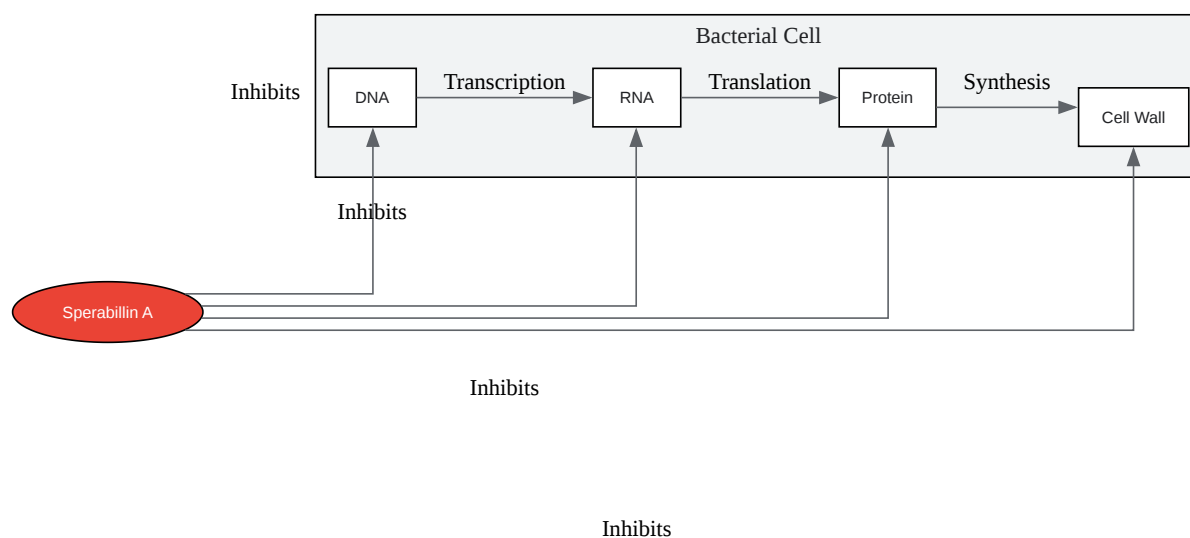 Bacterial Cell
Inhibits
DNA
Transcription
RNA
Translation
Protein
Synthesis
Cell Wall
Inhibits
Sperabillin A
Inhibits
Inhibits